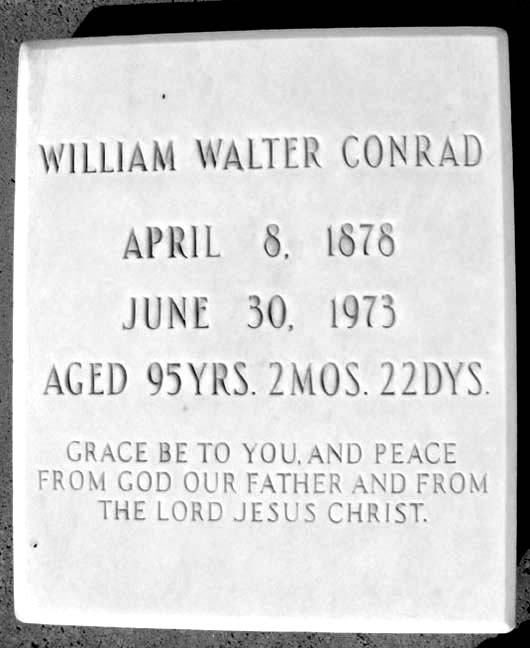 WILLIAM WALTER CONRAD
APRIL 8, 1878
JUNE 30, 1973
AGED 95YRS. 2MOS. 22DYS.
GRACE BE TO YOU, AND PEACE
FROM GOD OUR FATHER AND FROM
THE LORD JESUS CHRIST.